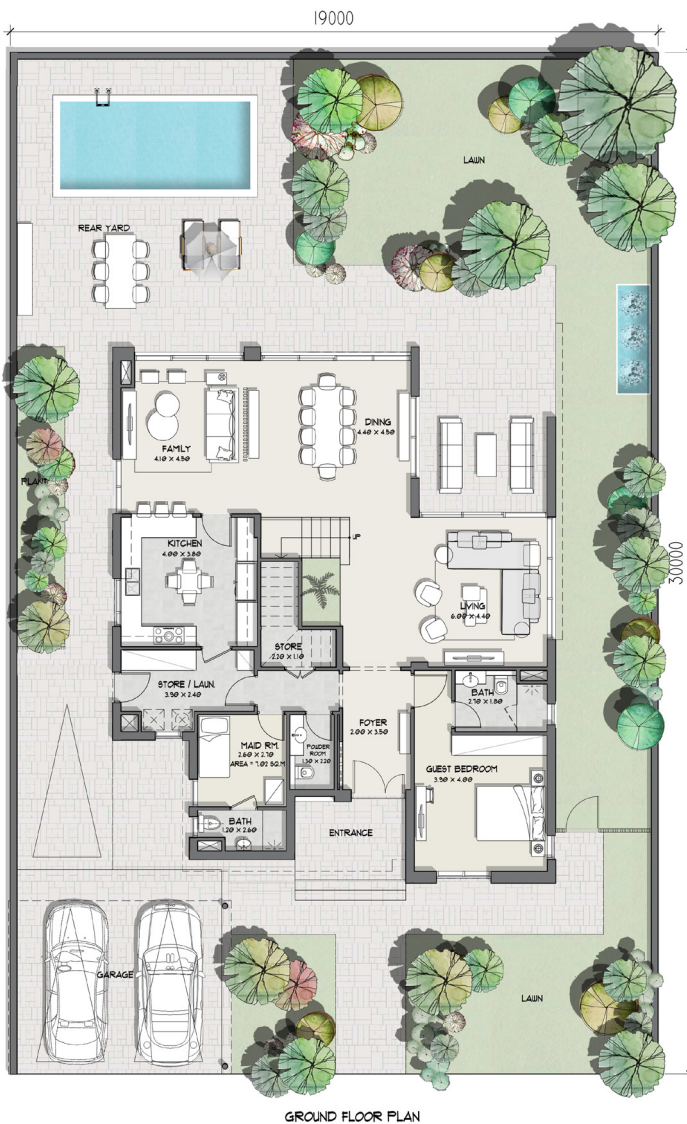 19000
LAWN
REAR YARD
DINING
4.40 X 4.50
FAMILY
4.10 X 4.50
PLANT
KITCHEN
4.00 X 3.80
UP
30000
LIVING
6.00 X 4.40
STORE
2.20 X 1.10
STORE / LAUN.
3.90 X 2.40
BATH
2.70 X 1.80
FOYER
2.00 X 3.50
MAID RM.
2.60 X 2.70
AREA = 7.02 SQ.M
POWDER
ROOM
1.30 X 2.20
GUEST BEDROOM
3.90 X 4.00
BATH
1.20 X 2.60
ENTRANCE
GARAGE
LAWN
GROUND FLOOR PLAN